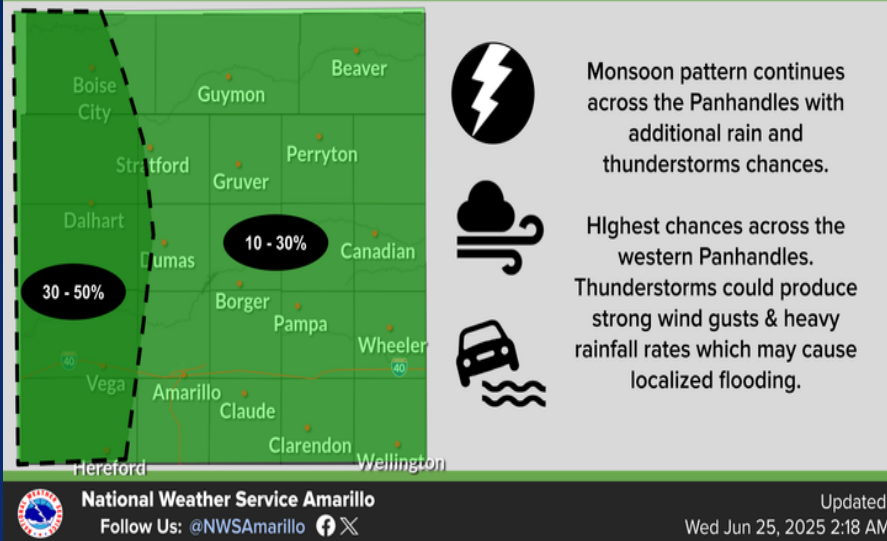 Boise
City
Guymon
Beaver
Stratford
Gruver
Perryton
Dalhart
Dumas
10 - 30%
Canadian
30 - 50%
Borger
Pampa
Wheeler
40
40
Vega
Amarillo
Claude
Clarendon
Hereford
Wellington
Monsoon pattern continues
across the Panhandles with
additional rain and
thunderstorms chances.
HIghest chances across the
western Panhandles.
Thunderstorms could produce
strong wind gusts & heavy
rainfall rates which may cause
localized flooding.
National Weather Service Amarillo
Follow Us: @NWSAmarillo
Updated
Wed Jun 25, 2025 2:18 AM